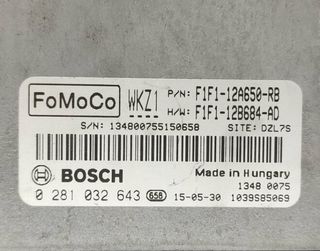 FoMoCo WKZ1 P/N: F1F1-12A650-RB
H/W: F1F1-12B684-AD
S/N: 134800755150658 SITE: DZL7S
BOSCH Made in Hungary
1348 0075
0 281 032 643 658 15-05-30 1039S85069